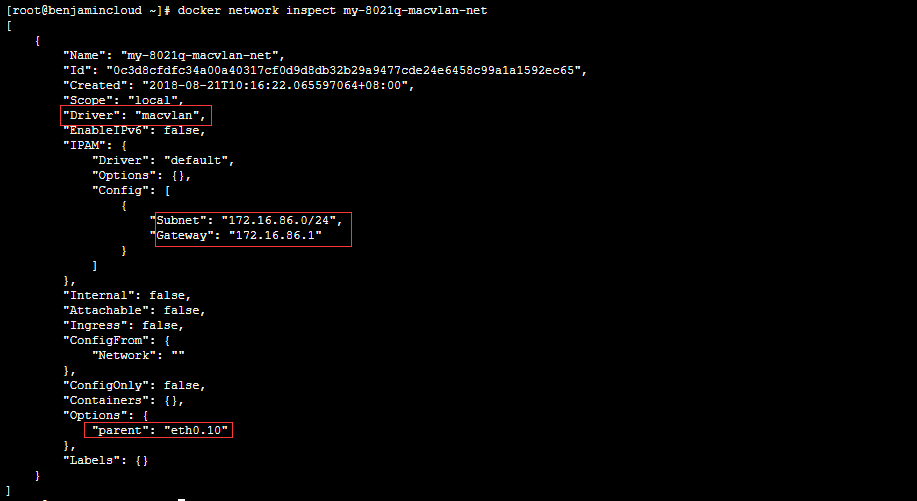 [root@benjamincloud ~]# docker network inspect my-8021q-macvlan-net
[
    {
        "Name": "my-8021q-macvlan-net",
        "Id": "0c3d8cfdfc34a00a40317cf0d9d8db32b29a9477cde24e6458c99a1a1592ec65",
        "Created": "2018-08-21T10:16:22.065597064+08:00",
        "Scope": "local",
        "Driver": "macvlan",
        "EnableIPv6": false,
        "IPAM": {
            "Driver": "default",
            "Options": {},
            "Config": [
                {
                    "Subnet": "172.16.86.0/24",
                    "Gateway": "172.16.86.1"
                }
            ]
        },
        "Internal": false,
        "Attachable": false,
        "Ingress": false,
        "ConfigFrom": {
            "Network": ""
        },
        "ConfigOnly": false,
        "Containers": {},
        "Options": {
            "parent": "eth0.10"
        },
        "Labels": {}
    }
]